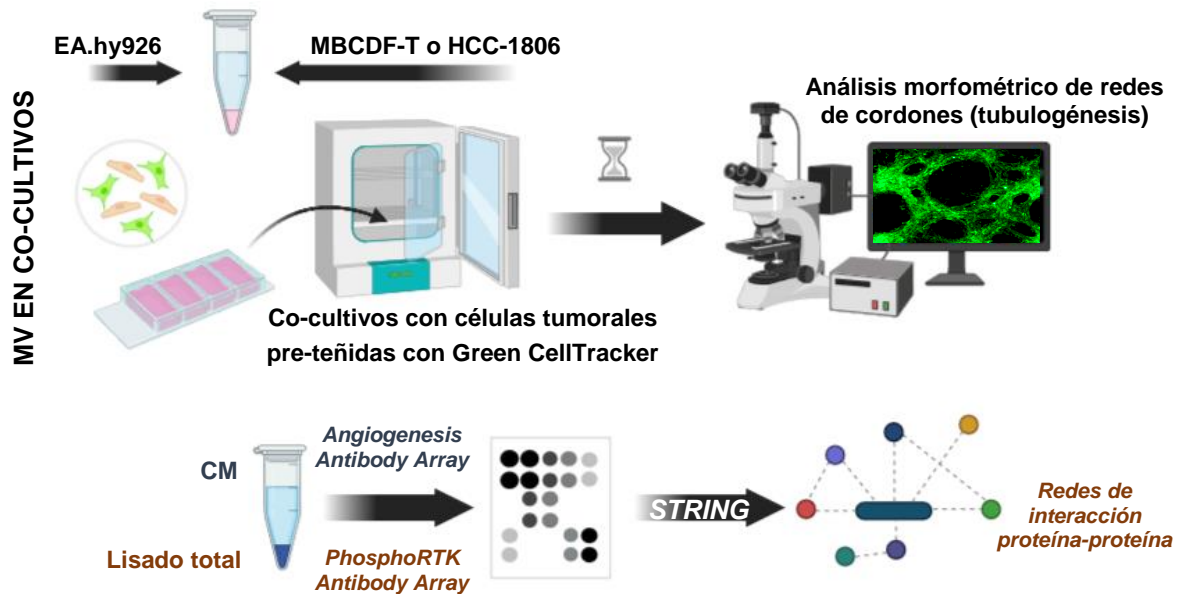 MV EN CO-CULTIVOS
EA.hy926
MBCDF-T o HCC-1806
Análisis morfométrico de redes
de cordones (tubulogénesis)
Co-cultivos con células tumorales
pre-teñidas con Green CellTracker
CM
Angiogenesis
Antibody Array
Lisado total
PhosphoRTK
Antibody Array
STRING
Redes de
interacción
proteína-proteína